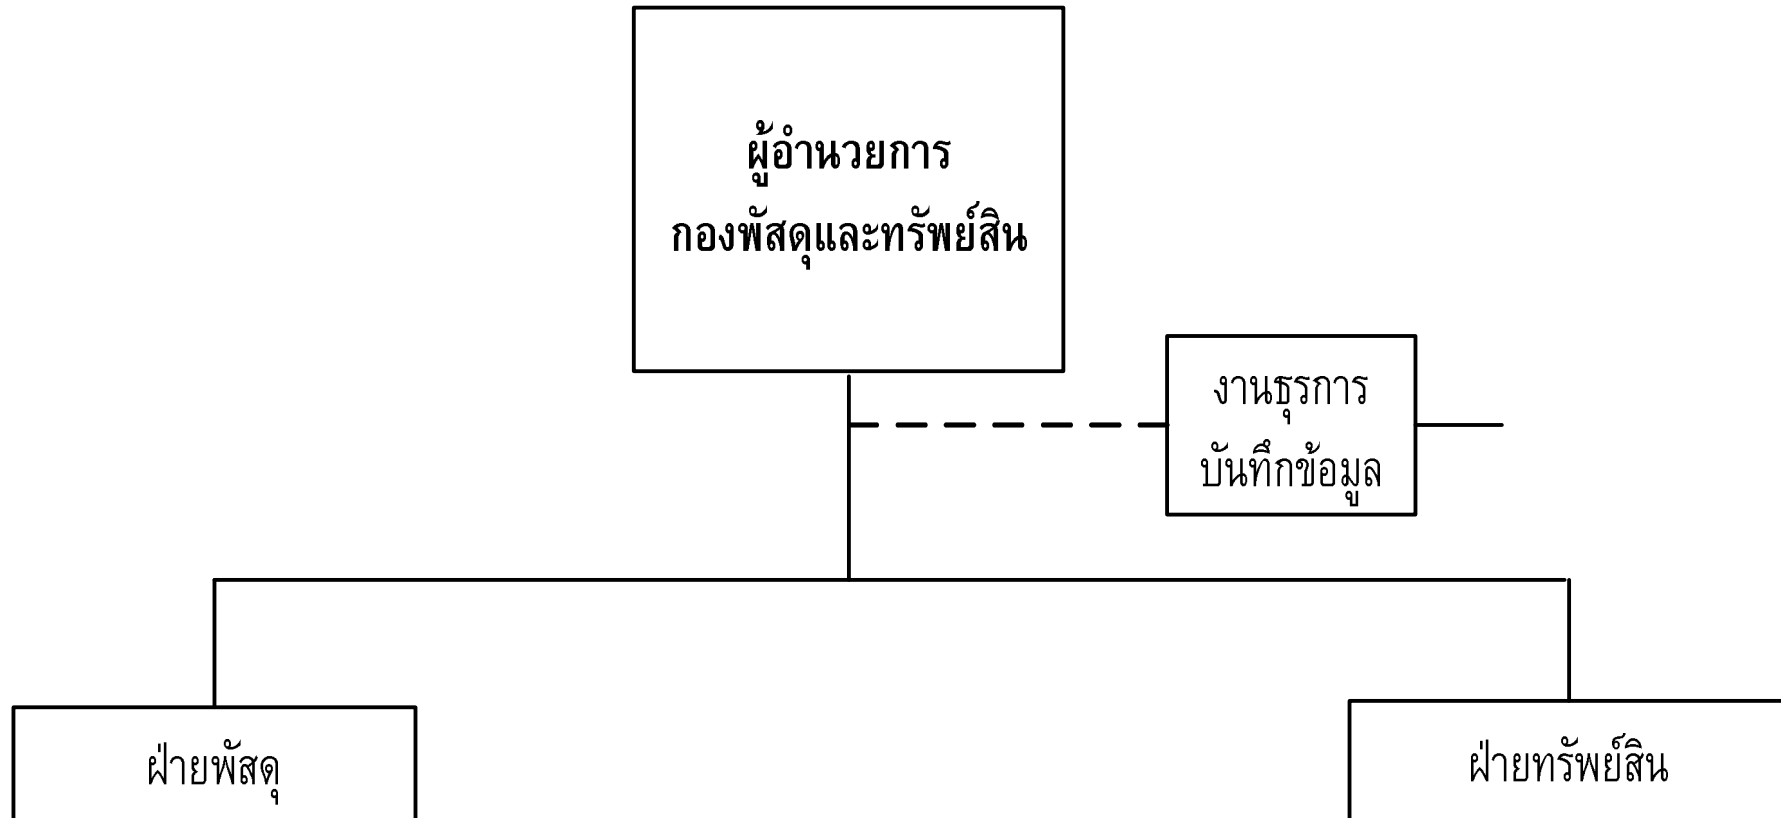 ผู้อำนวยการ
กองพัสดุและทรัพย์สิน
งานธุรการ
บันทึกข้อมูล
ฝ่ายพัสดุ
ฝ่ายทรัพย์สิน